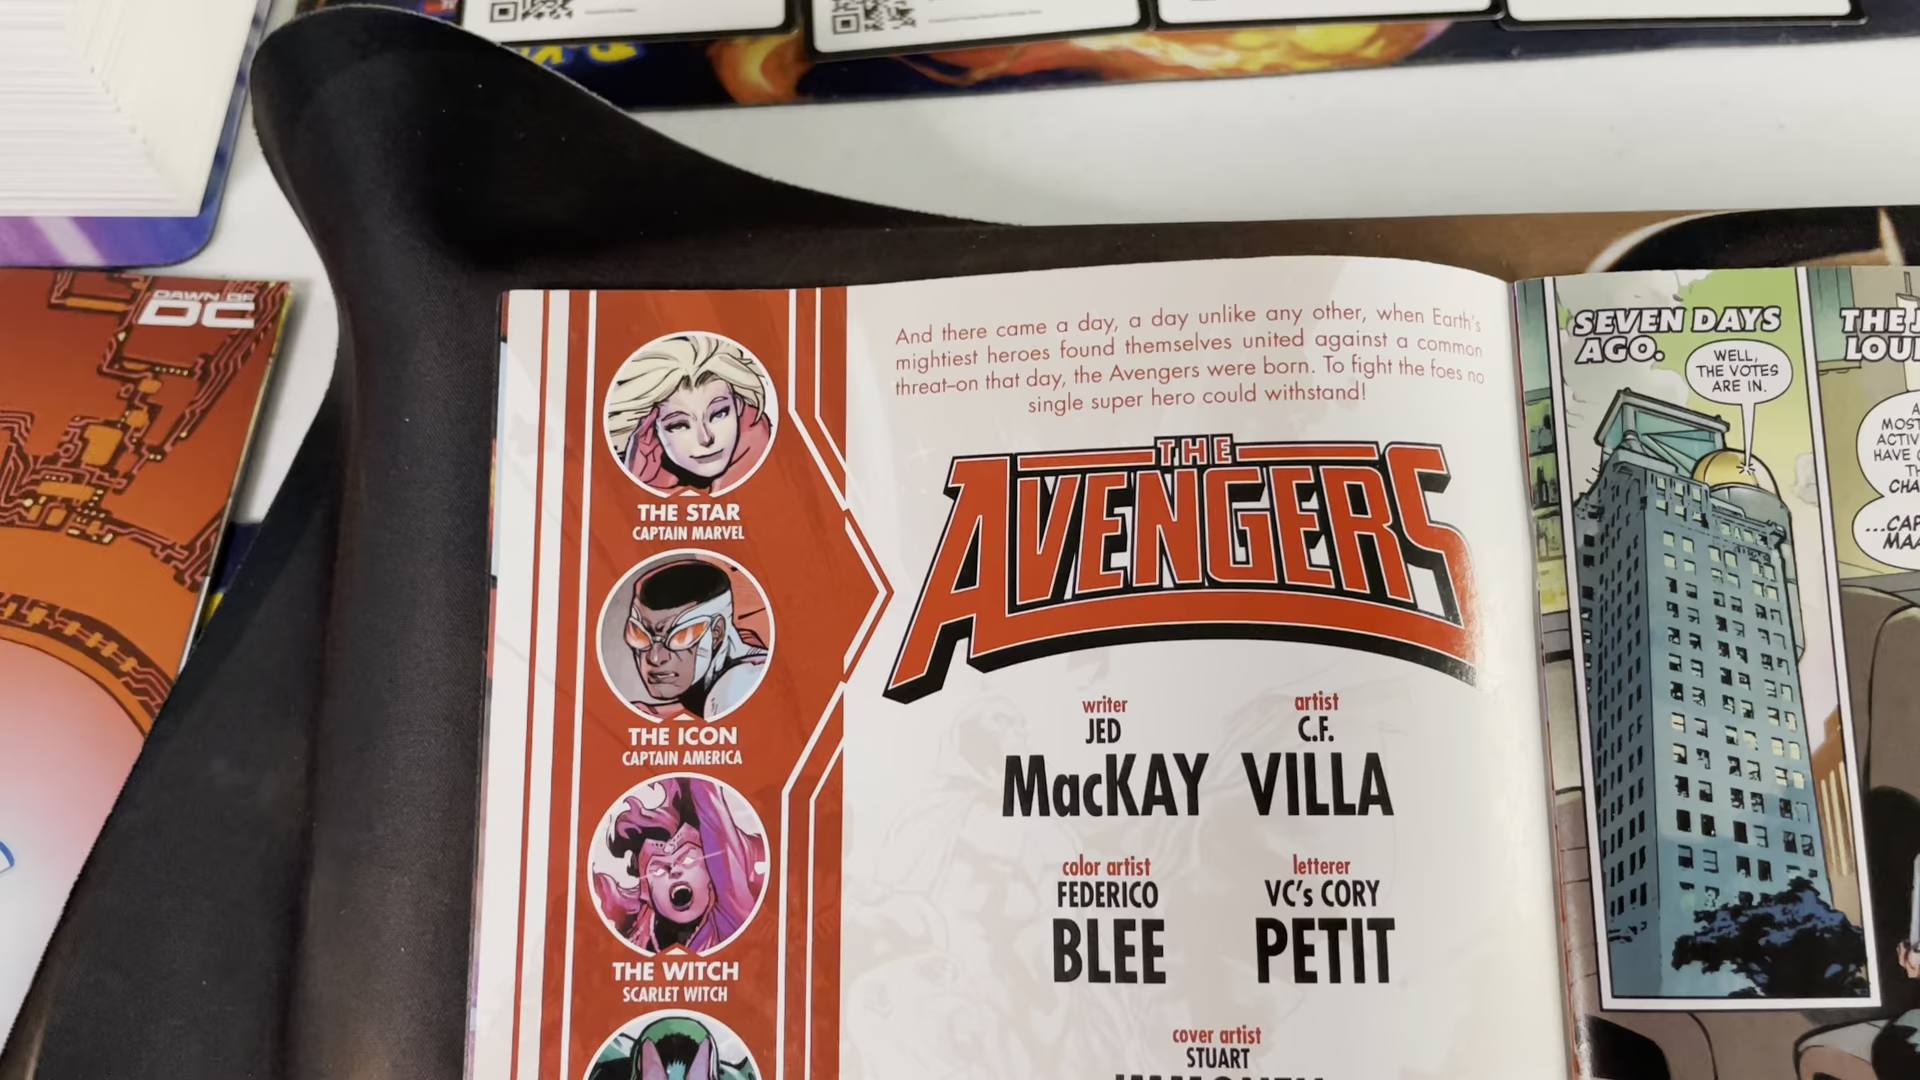 DAWN OF
DC
And there came a day, a day unlike any other, when Earth's
mightiest heroes found themselves united against a common
threat–on that day, the Avengers were born. To fight the foes no
single super hero could withstand!
THE
AVENGERS
THE STAR
CAPTAIN MARVEL
THE ICON
CAPTAIN AMERICA
THE WITCH
SCARLET WITCH
writer
JED
MacKAY
artist
C.F.
VILLA
color artist
FEDERICO
BLEE
letterer
VC's CORY
PETIT
cover artist
STUART
SEVEN DAYS
AGO.
WELL,
THE VOTES
ARE IN.
MOST
HAVE